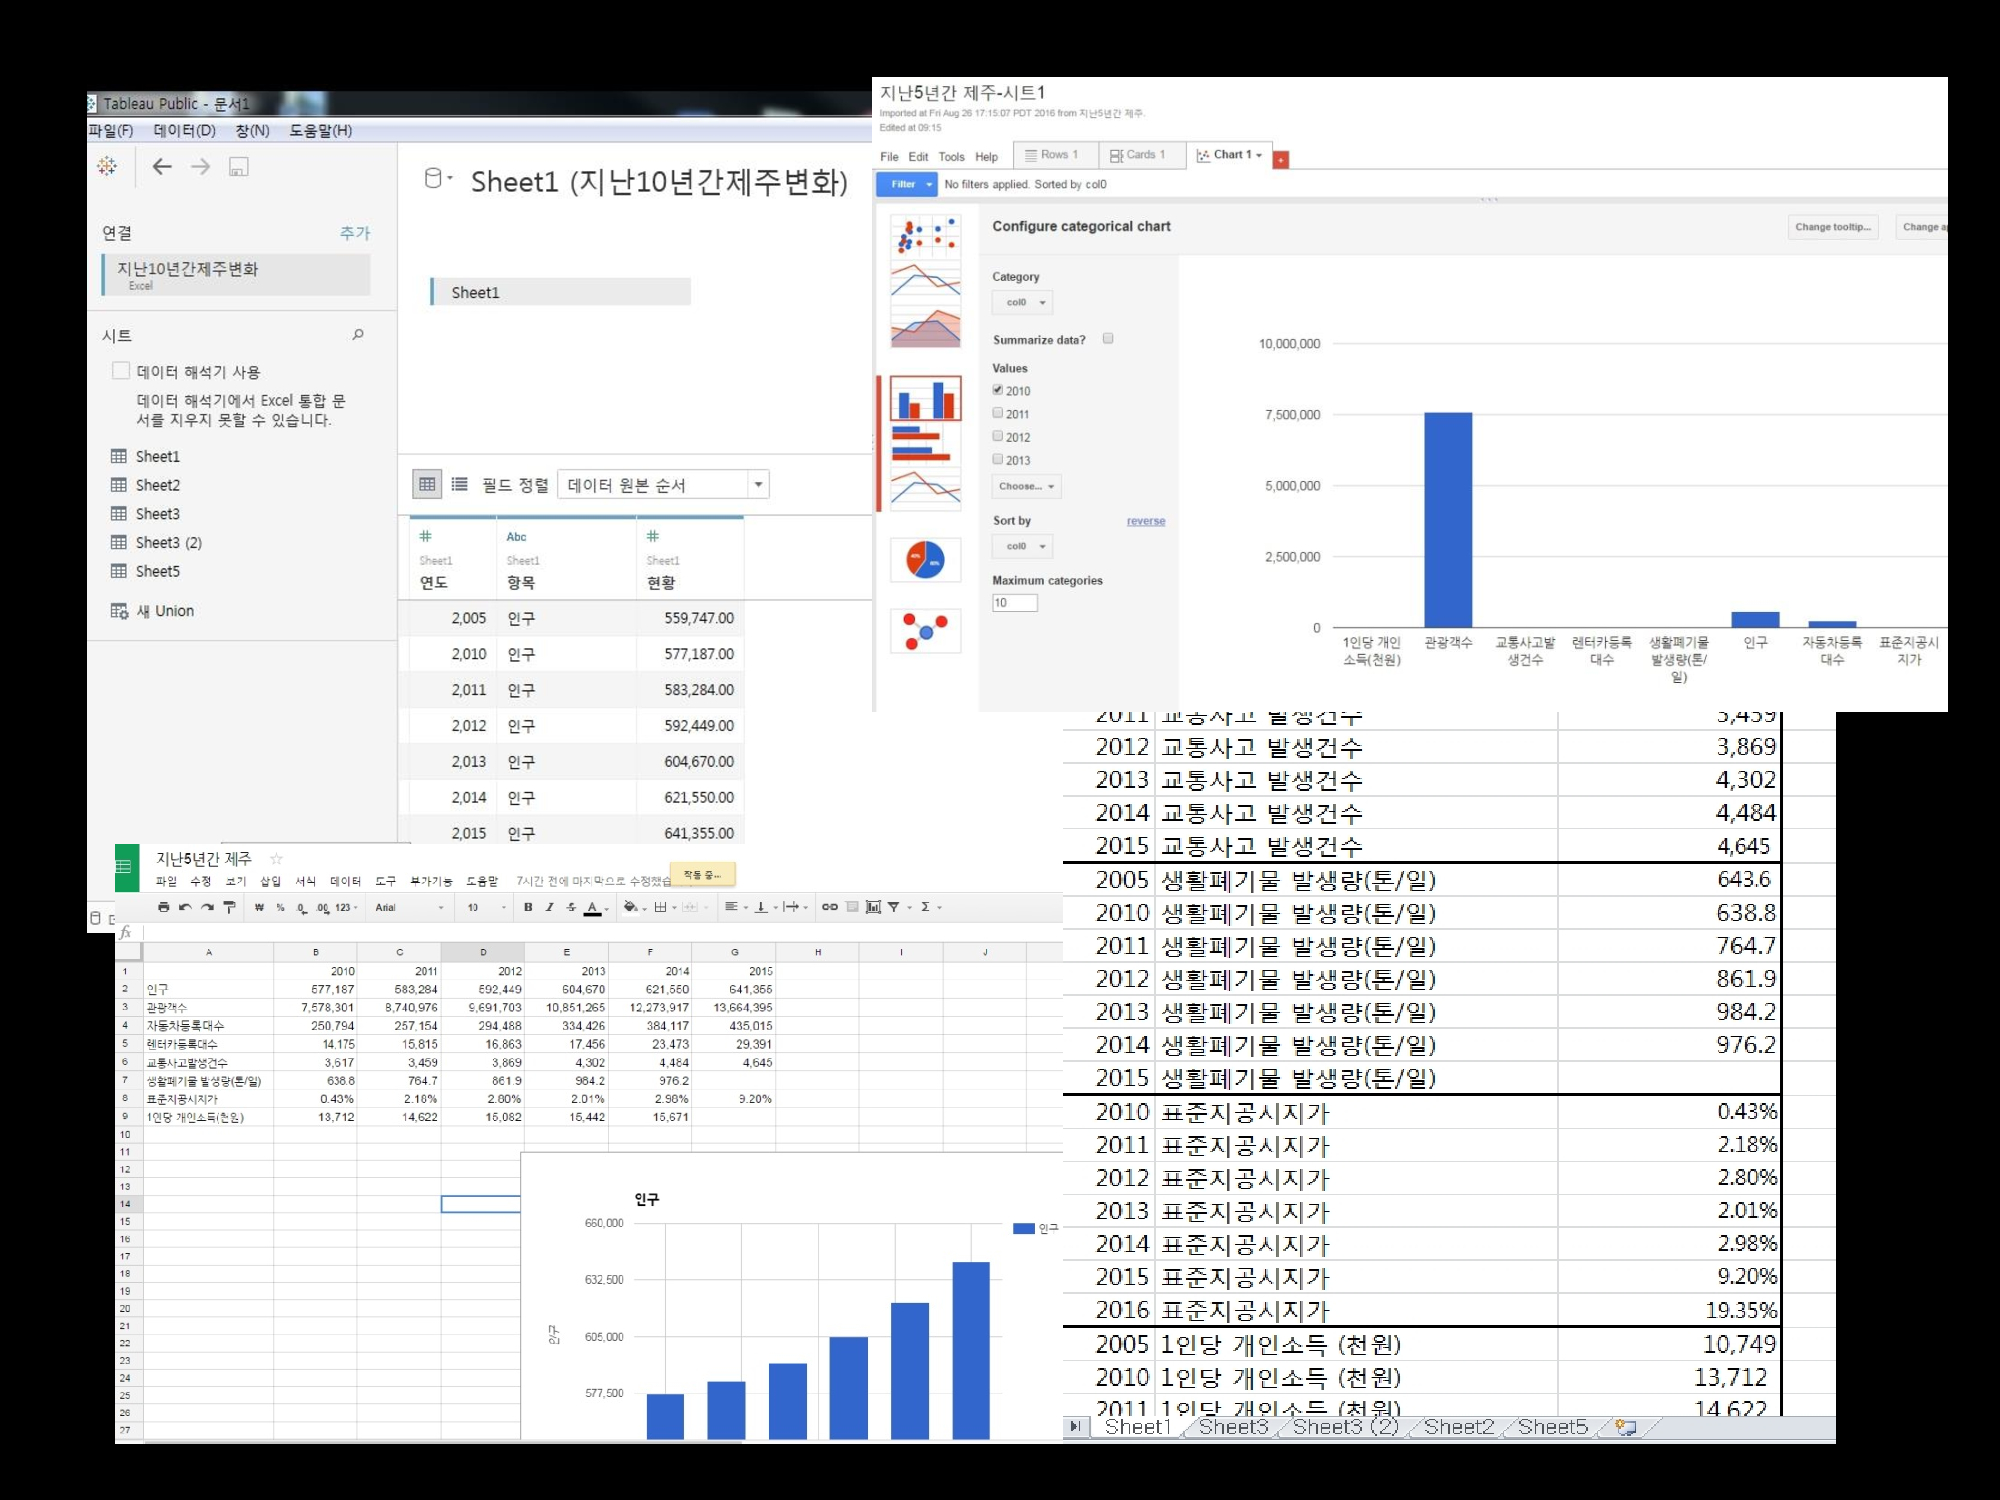 Tableau Public - 문서1
파일(F) 데이터(D) 창(N) 도움말(H)
연결 추가
지난10년간제주변화
Excel
시트
데이터 해석기 사용
데이터 해석기에서 Excel 통합 문
서를 지우지 못할 수 있습니다.
Sheet1
Sheet2
Sheet3
Sheet3 (2)
Sheet5
새 Union
Sheet1 (지난10년간제주변화)
Sheet1
필드 정렬 데이터 원본 순서
# Abc #
Sheet1 Sheet1 Sheet1
연도 항목 현황
2,005 인구 559,747.00
2,010 인구 577,187.00
2,011 인구 583,284.00
2,012 인구 592,449.00
2,013 인구 604,670.00
2,014 인구 621,550.00
2,015 인구 641,355.00
지난5년간 제주-시트1
Imported at Fri Aug 26 17:15:07 PDT 2016 from 지난5년간 제주.
Edited at 09:15
File Edit Tools Help Rows 1 Cards 1 Chart 1
Filter No filters applied. Sorted by col0
Configure categorical chart Change tooltip... Change
Category
col0
Summarize data?
Values
2010
2011
2012
2013
Choose...
Sort by reverse
col0
Maximum categories
10
10,000,000
7,500,000
5,000,000
2,500,000
0
1인당 개인 소득(천원)
관광객수
교통사고발 생건수
렌터카등록 대수
생활폐기물 발생량(톤/ 일)
인구
자동차등록 대수
표준지공시 지가
지난5년간 제주
파일 수정 보기 삽입 서식 데이터 도구 부가기능 도움말 7시간 전에 마지막으로 수정했습
작동 중...
₩ % .0 .00 123 Arial 10 B I S A Σ
fx
A B C D E F G H I J
1 2010 2011 2012 2013 2014 2015
2 인구 577,187 583,284 592,449 604,670 621,550 641,355
3 관광객수 7,578,301 8,740,976 9,691,703 10,851,265 12,273,917 13,664,395
4 자동차등록대수 250,794 257,154 294,488 334,426 384,117 435,015
5 렌터카등록대수 14,175 15,815 16,863 17,456 23,473 29,391
6 교통사고발생건수 3,617 3,459 3,869 4,302 4,484 4,645
7 생활폐기물 발생량(톤/일) 638.8 764.7 861.9 984.2 976.2
8 표준지공시지가 0.43% 2.18% 2.80% 2.01% 2.98% 9.20%
9 1인당 개인소득(천원) 13,712 14,622 15,082 15,442 15,671
10
11
12
13
14
15
16
17
18
19
20
21
22
23
24
25
26
27
인구
660,000
632,500
605,000
577,500
인구
인구
2011 교통사고 발생건수 3,459
2012 교통사고 발생건수 3,869
2013 교통사고 발생건수 4,302
2014 교통사고 발생건수 4,484
2015 교통사고 발생건수 4,645
2005 생활폐기물 발생량(톤/일) 643.6
2010 생활폐기물 발생량(톤/일) 638.8
2011 생활폐기물 발생량(톤/일) 764.7
2012 생활폐기물 발생량(톤/일) 861.9
2013 생활폐기물 발생량(톤/일) 984.2
2014 생활폐기물 발생량(톤/일) 976.2
2015 생활폐기물 발생량(톤/일)
2010 표준지공시지가 0.43%
2011 표준지공시지가 2.18%
2012 표준지공시지가 2.80%
2013 표준지공시지가 2.01%
2014 표준지공시지가 2.98%
2015 표준지공시지가 9.20%
2016 표준지공시지가 19.35%
2005 1인당 개인소득 (천원) 10,749
2010 1인당 개인소득 (천원) 13,712
2011 1인당 개인소득 (천원) 14,622
Sheet1 Sheet3 Sheet3 (2) Sheet2 Sheet5